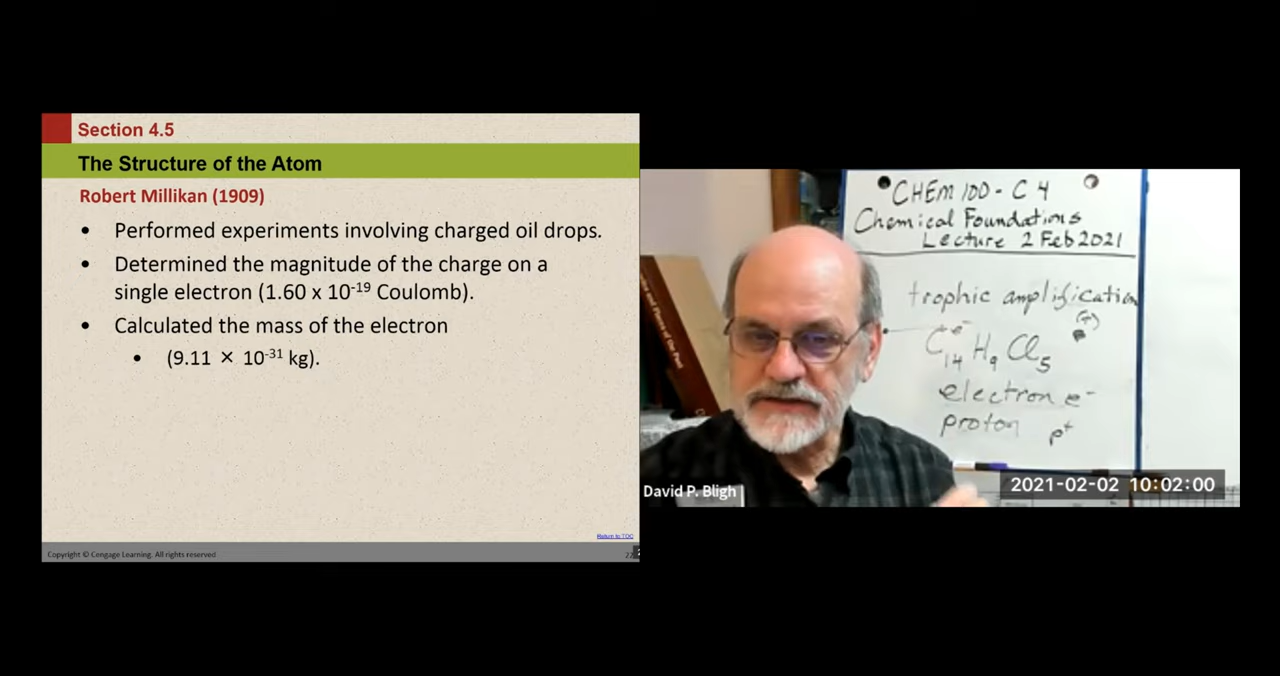 Section 4.5
The Structure of the Atom
Robert Millikan (1909)
• Performed experiments involving charged oil drops.
• Determined the magnitude of the charge on a
single electron (1.60 x 10⁻¹⁹ Coulomb).
• Calculated the mass of the electron
• (9.11 × 10⁻³¹ kg).
Return to TOC
Copyright © Cengage Learning. All rights reserved
CHEM 100 - C 4
Chemical Foundations
Lecture 2 Feb 2021
trophic amplification
(+)
e⁻
C₁₄ H₉ Cl₅
electron e⁻
proton p⁺
David P. Bligh
2021-02-02 10:02:00